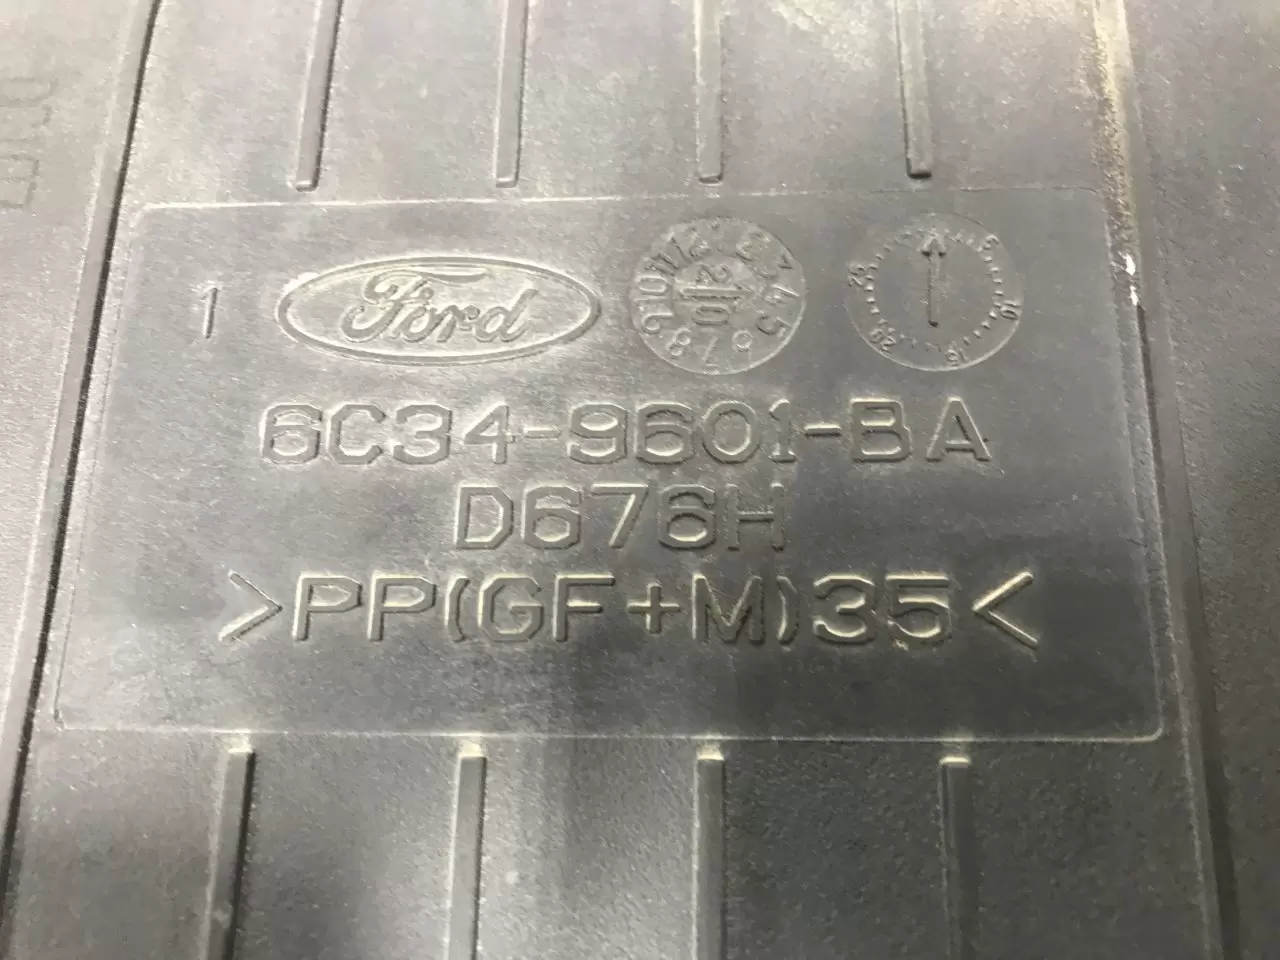 1 Ford
6C34-9601-BA
D676H
>PP(GF+M)35<